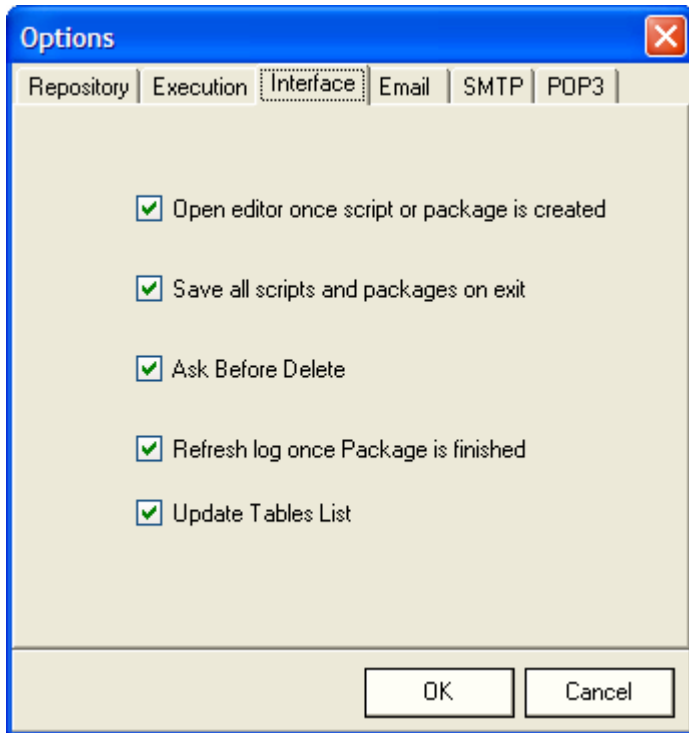 Options
Repository Execution Interface Email SMTP POP3
Open editor once script or package is created
Save all scripts and packages on exit
Ask Before Delete
Refresh log once Package is finished
Update Tables List
OK Cancel